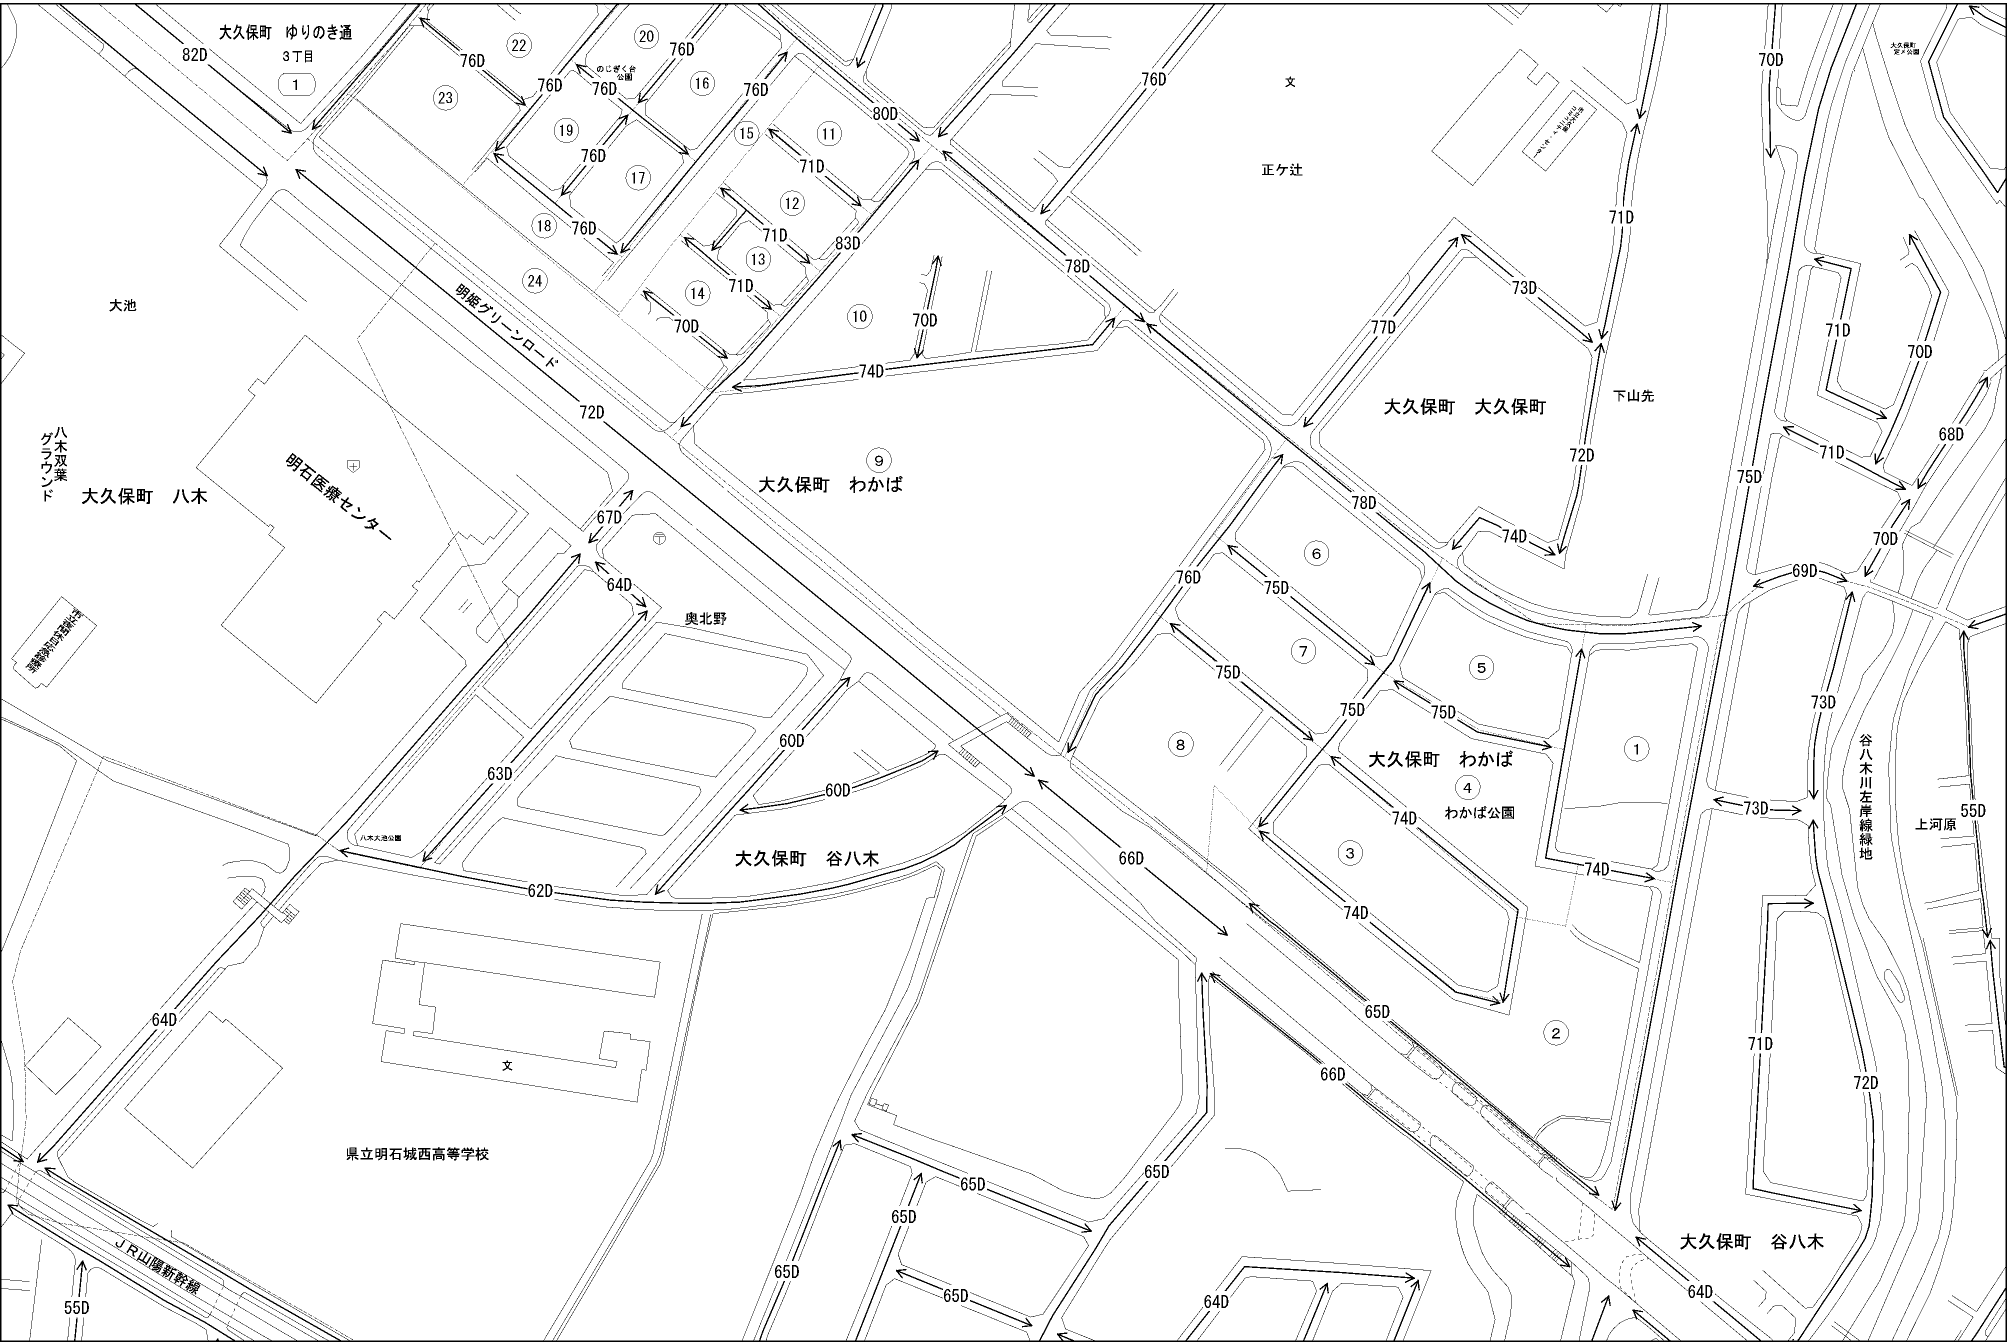 大久保町　ゆりのき通
３丁目
1
82D
22
20
76D
76D
のじぎく台
公園
76D
76D
16
23
76D
19
15
11
80D
76D
17
71D
76D
12
18
76D
71D
83D
13
24
14
71D
70D
10
70D
74D
文
76D
正ケ辻
78D
71D
73D
77D
大久保町　大久保町
下山先
72D
74D
78D
70D
大久保町
71D
70D
75D
71D
68D
70D
69D
大池
明姫グリーンロード
72D
八木双葉
グラウンド
大久保町　八木
明石医療センター
67D
64D
奥北野
9
大久保町　わかば
76D
6
75D
7
75D
5
75D
75D
8
大久保町　わかば
4
わかば公園
1
74D
3
74D
74D
73D
73D
谷八木川左岸線緑地
上河原
55D
60D
60D
63D
八木大池公園
大久保町　谷八木
62D
66D
64D
文
県立明石城西高等学校
65D
66D
2
71D
72D
65D
65D
65D
65D
65D
64D
大久保町　谷八木
64D
ＪＲ山陽新幹線
55D